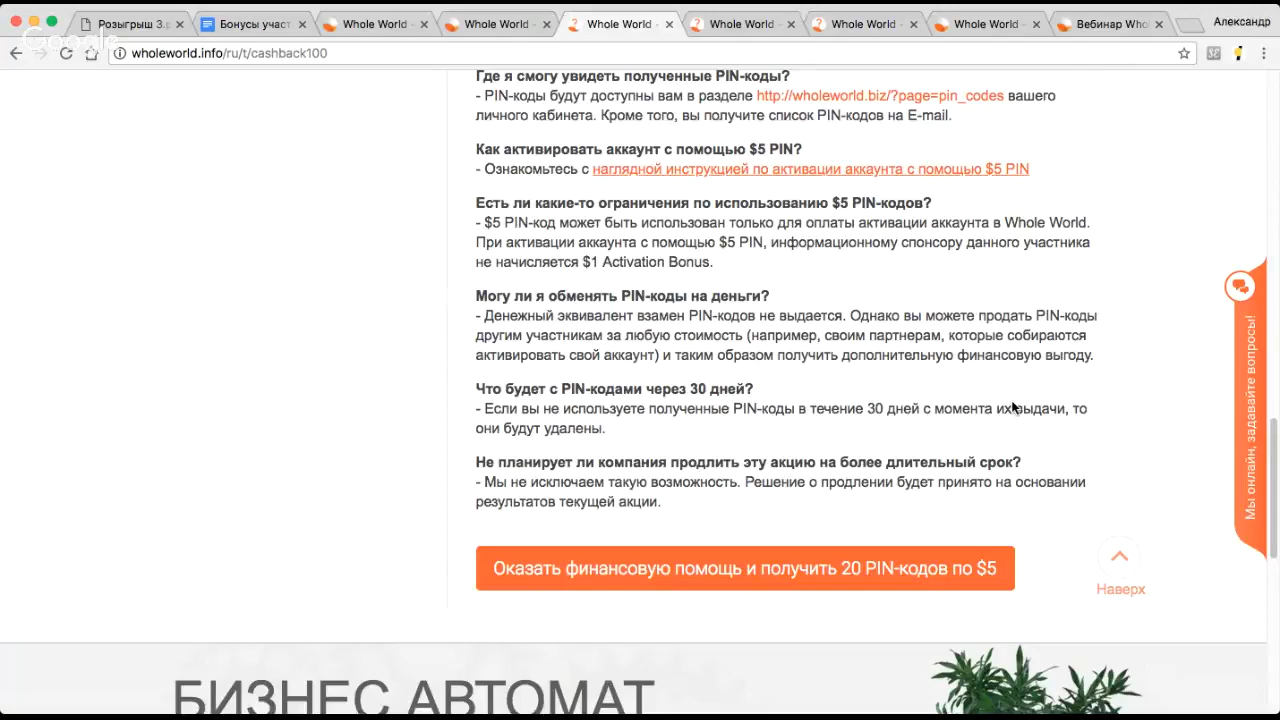 Розыгрыш 3.p
Бонусы участ
Whole World -
Whole World -
Whole World -
Whole World -
Whole World -
Whole World -
Вебинар Who
Александр
Google
wholeworld.info/ru/t/cashback100
Где я смогу увидеть полученные PIN-коды?
- PIN-коды будут доступны вам в разделе http://wholeworld.biz/?page=pin_codes вашего
личного кабинета. Кроме того, вы получите список PIN-кодов на E-mail.
Как активировать аккаунт с помощью $5 PIN?
- Ознакомьтесь с наглядной инструкцией по активации аккаунта с помощью $5 PIN
Есть ли какие-то ограничения по использованию $5 PIN-кодов?
- $5 PIN-код может быть использован только для оплаты активации аккаунта в Whole World.
При активации аккаунта с помощью $5 PIN, информационному спонсору данного участника
не начисляется $1 Activation Bonus.
Могу ли я обменять PIN-коды на деньги?
- Денежный эквивалент взамен PIN-кодов не выдается. Однако вы можете продать PIN-коды
другим участникам за любую стоимость (например, своим партнерам, которые собираются
активировать свой аккаунт) и таким образом получить дополнительную финансовую выгоду.
Что будет с PIN-кодами через 30 дней?
- Если вы не используете полученные PIN-коды в течение 30 дней с момента их выдачи, то
они будут удалены.
Не планирует ли компания продлить эту акцию на более длительный срок?
- Мы не исключаем такую возможность. Решение о продлении будет принято на основании
результатов текущей акции.
Оказать финансовую помощь и получить 20 PIN-кодов по $5
Наверх
Мы онлайн, задавайте вопросы!
БИЗНЕС АВТОМАТ